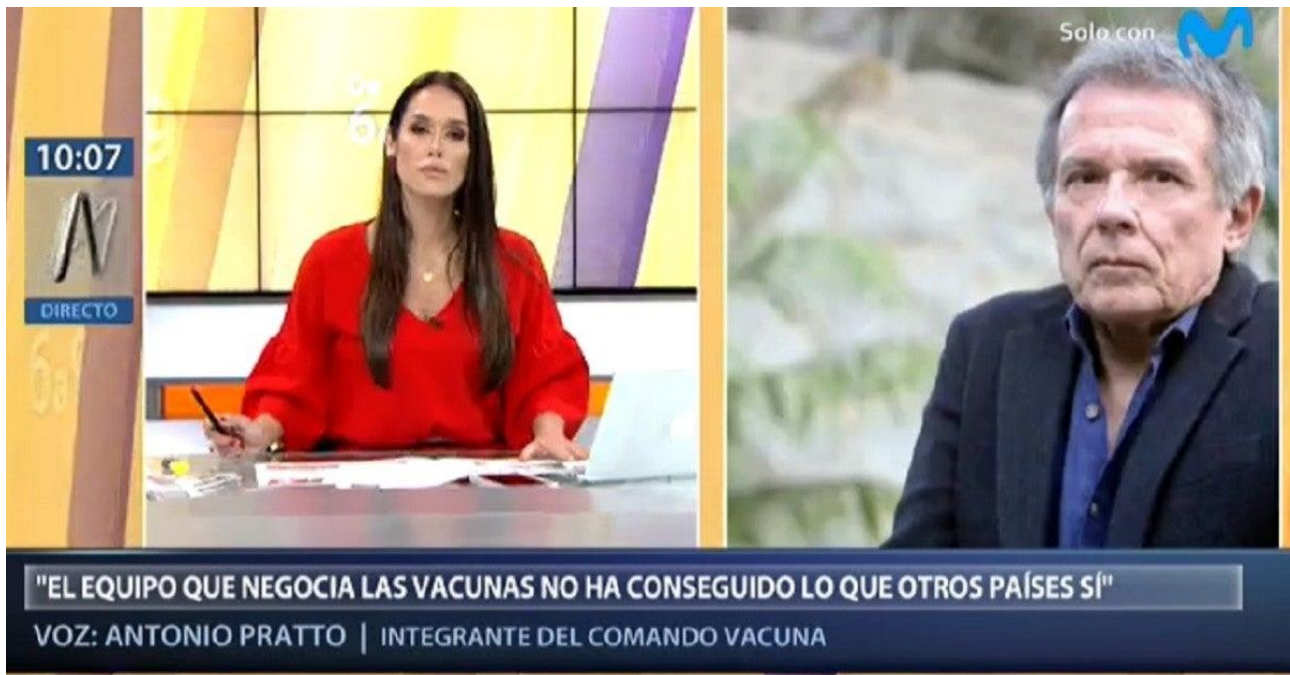 Solo con
10:07
DIRECTO
"EL EQUIPO QUE NEGOCIA LAS VACUNAS NO HA CONSEGUIDO LO QUE OTROS PAÍSES SÍ"
VOZ: ANTONIO PRATTO | INTEGRANTE DEL COMANDO VACUNA